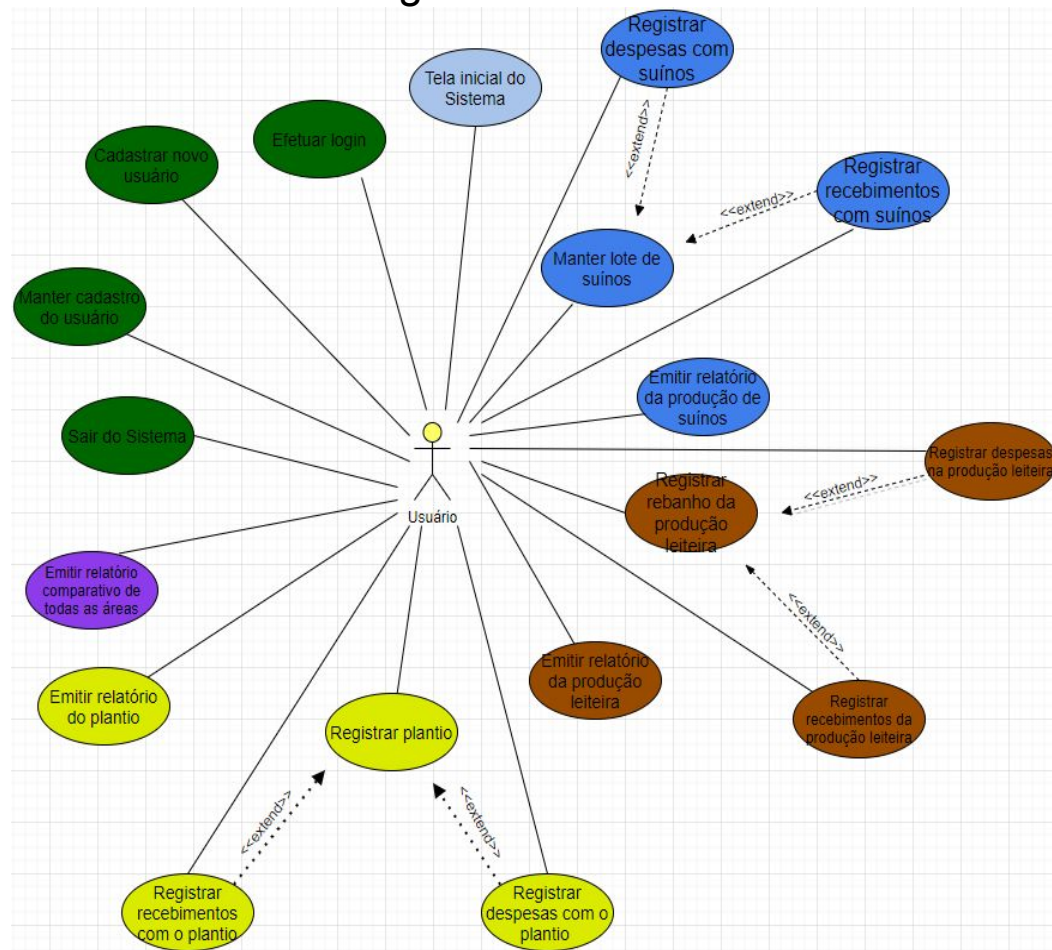 Registrar
despesas com
suínos
Tela inicial do
Sistema
<<extend>>
Efetuar login
Cadastrar novo
usuário
Registrar
recebimentos
com suínos
<<extend>>
Manter lote de
suínos
Manter cadastro
do usuário
Emitir relatório
da produção de
suínos
Sair do Sistema
Registrar despesas
na produção leiteira
<<extend>>
Registrar
rebanho da
produção
leiteira
Usuário
Emitir relatório
comparativo de
todas as áreas
<<extend>>
Emitir relatório
da produção
leiteira
Emitir relatório
do plantio
Registrar
recebimentos da
produção leiteira
Registrar plantio
<<extend>>
<<extend>>
Registrar
recebimentos
com o plantio
Registrar
despesas com o
plantio